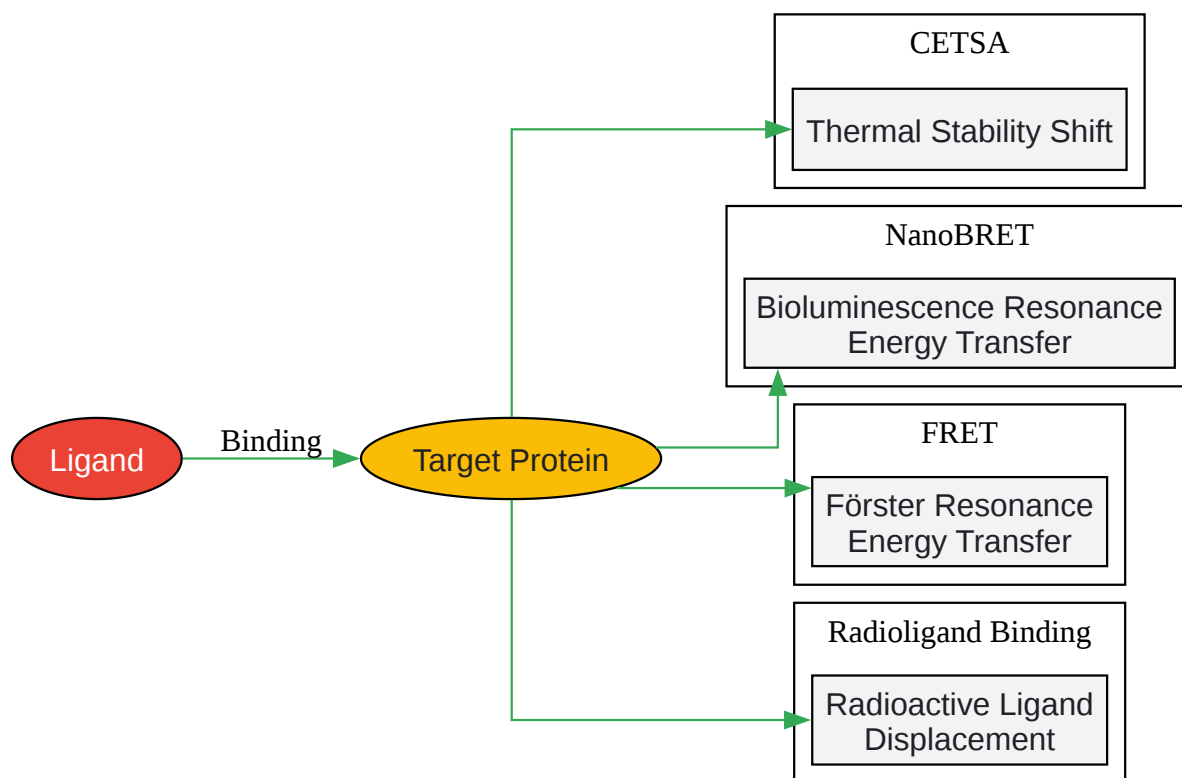 CETSA
Thermal Stability Shift
NanoBRET
Bioluminescence Resonance
Energy Transfer
Ligand
Binding
Target Protein
FRET
Förster Resonance
Energy Transfer
Radioligand Binding
Radioactive Ligand
Displacement